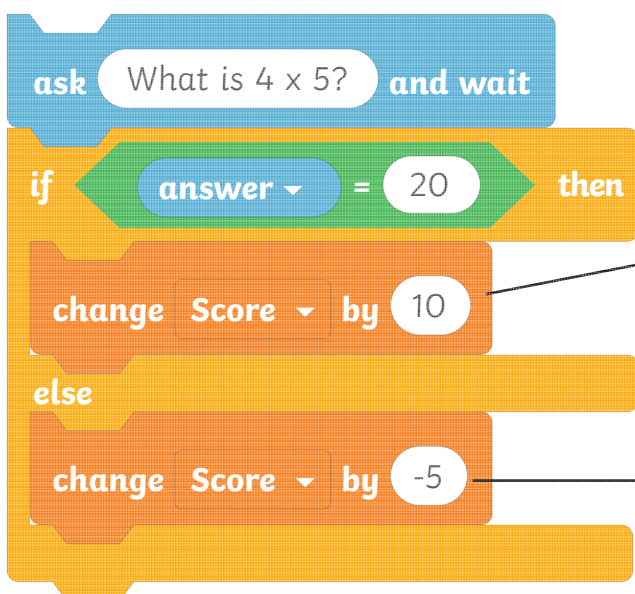 ask What is 4 x 5? and wait
if answer = 20 then
change Score by 10
else
change Score by -5